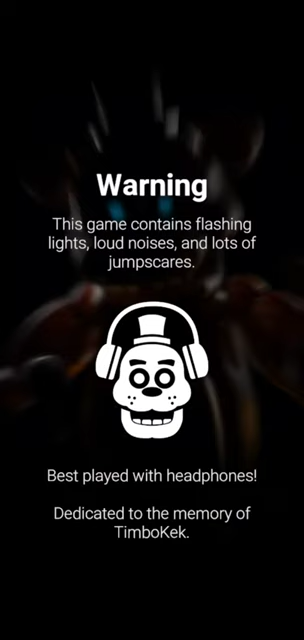 Warning
This game contains flashing
lights, loud noises, and lots of
jumpscares.
Best played with headphones!
Dedicated to the memory of
TimboKek.